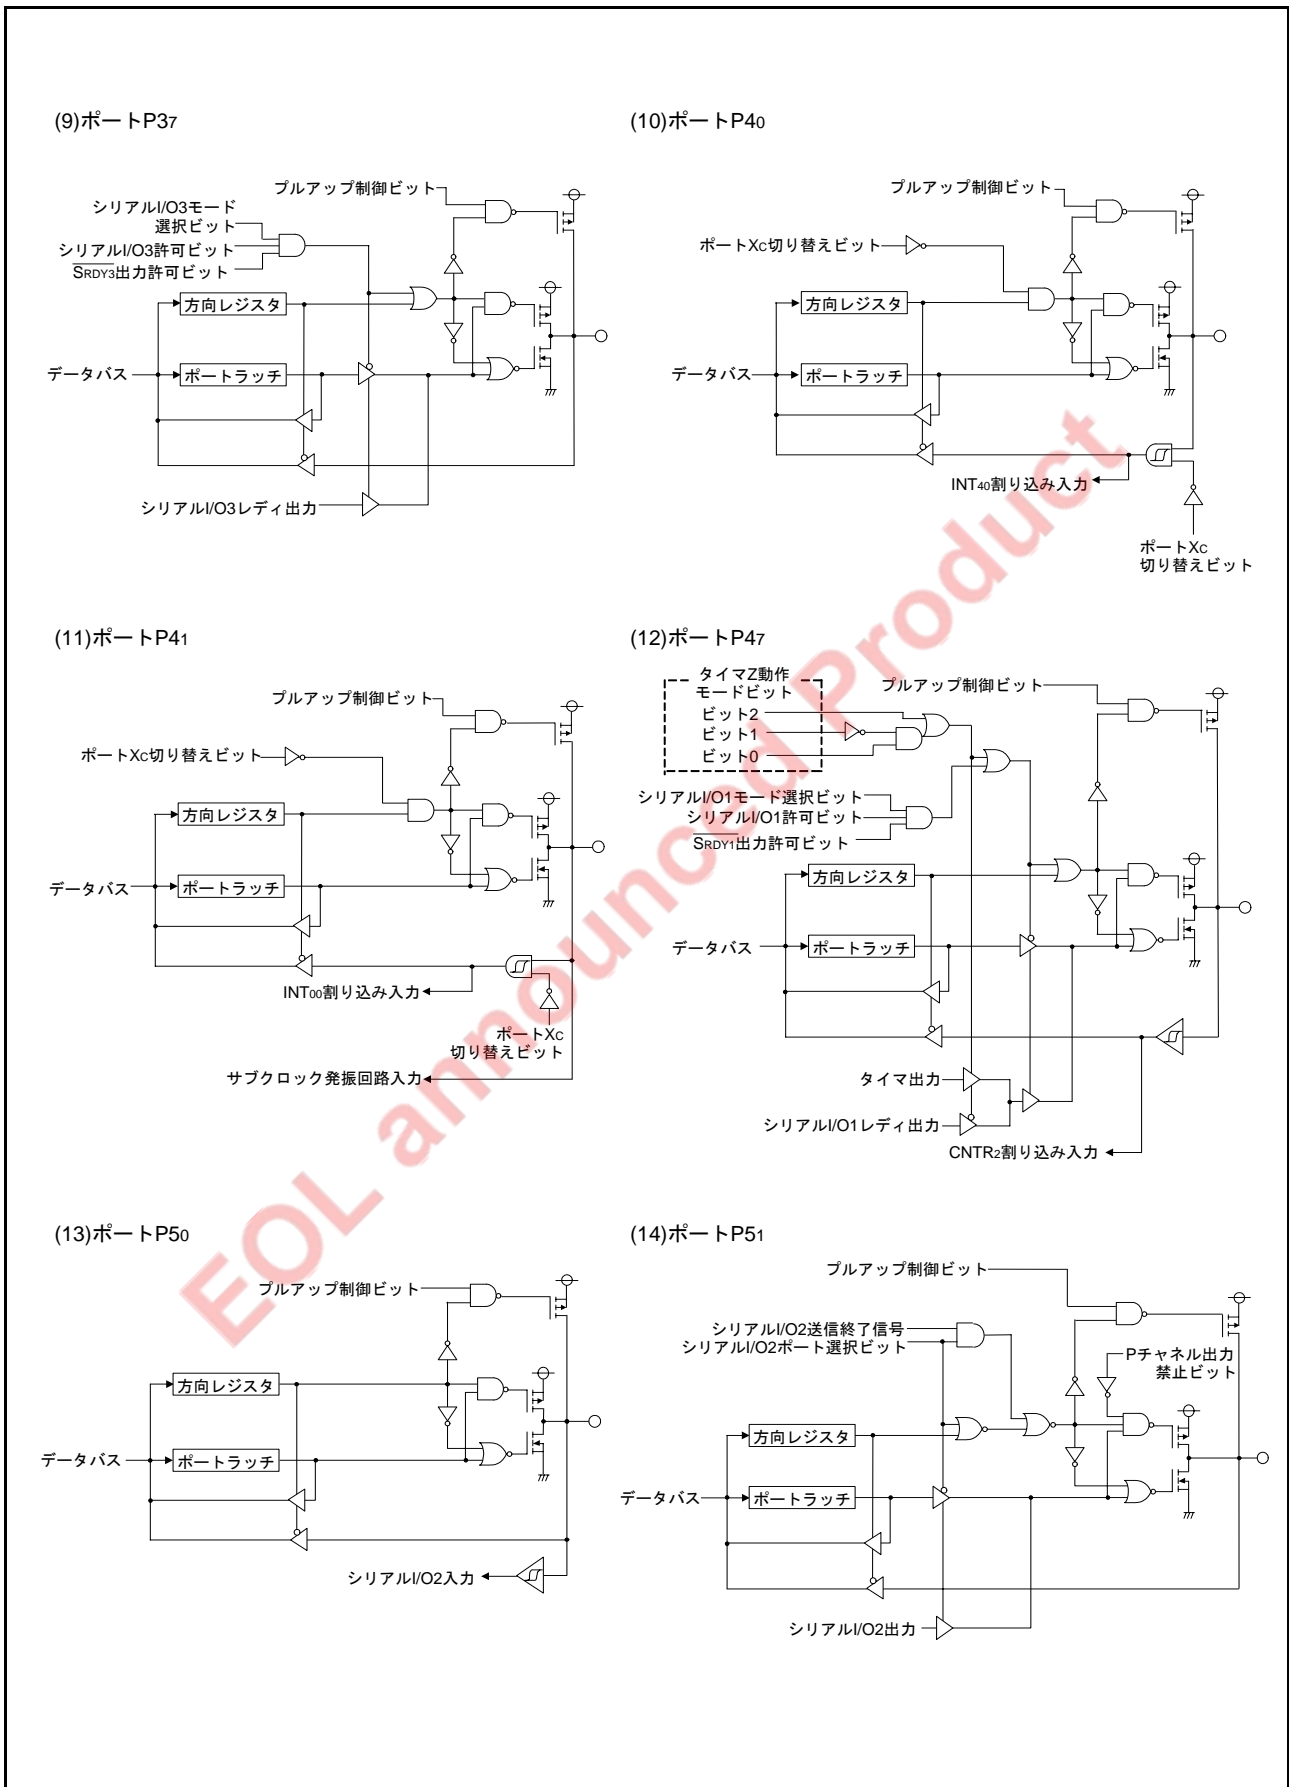 (9)ポートP37
プルアップ制御ビット
シリアルI/O3モード
選択ビット
シリアルI/O3許可ビット
SRDY3出力許可ビット
方向レジスタ
データバス
ポートラッチ
シリアルI/O3レディ出力
(10)ポートP40
プルアップ制御ビット
ポートXC切り替えビット
方向レジスタ
データバス
ポートラッチ
INT40割り込み入力
ポートXC
切り替えビット
(11)ポートP41
プルアップ制御ビット
ポートXC切り替えビット
方向レジスタ
データバス
ポートラッチ
INT00割り込み入力
ポートXC
切り替えビット
サブクロック発振回路入力
(12)ポートP47
タイマZ動作
モードビット
ビット2
ビット1
ビット0
プルアップ制御ビット
シリアルI/O1モード選択ビット
シリアルI/O1許可ビット
SRDY1出力許可ビット
方向レジスタ
データバス
ポートラッチ
タイマ出力
シリアルI/O1レディ出力
CNTR2割り込み入力
(13)ポートP50
プルアップ制御ビット
方向レジスタ
データバス
ポートラッチ
シリアルI/O2入力
(14)ポートP51
プルアップ制御ビット
シリアルI/O2送信終了信号
シリアルI/O2ポート選択ビット
Pチャネル出力
禁止ビット
方向レジスタ
データバス
ポートラッチ
シリアルI/O2出力
EOL announced Product